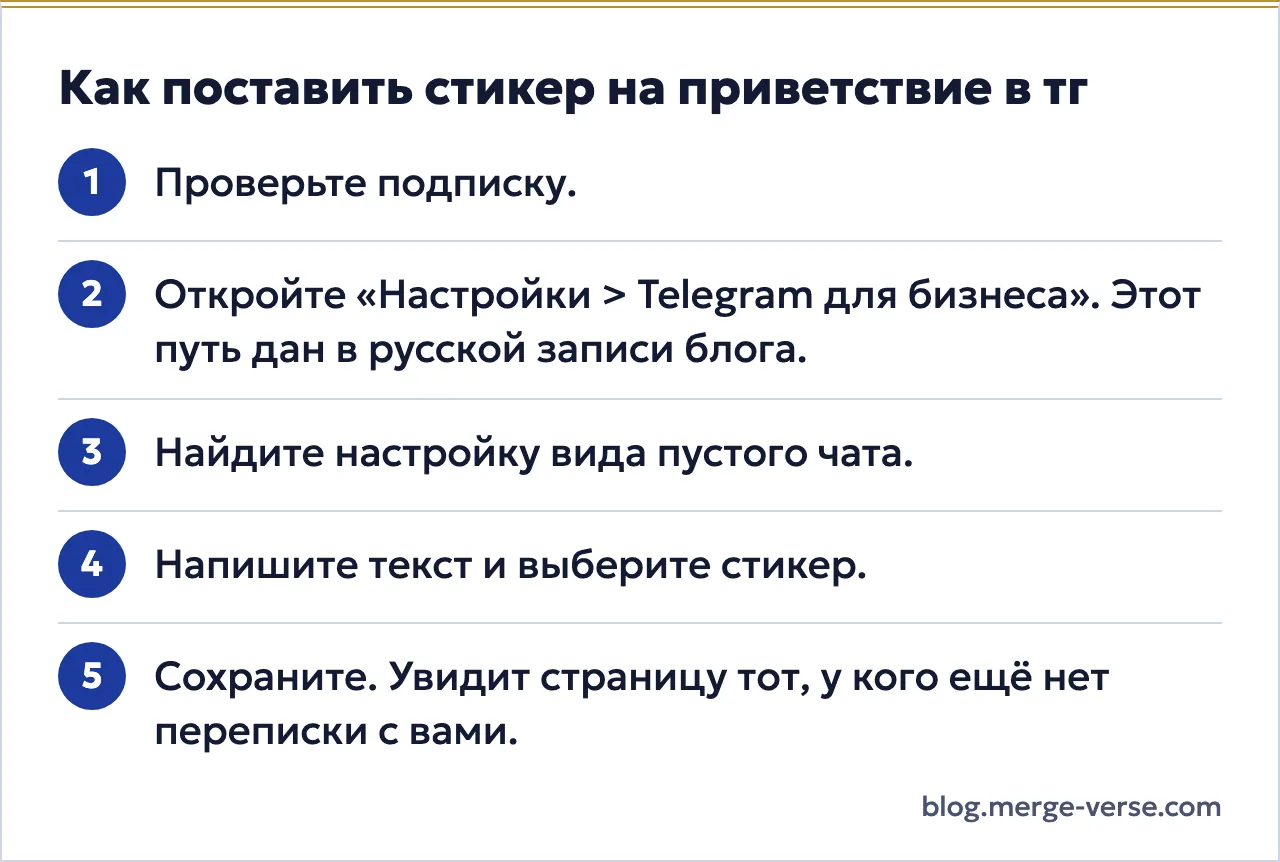 Как поставить стикер на приветствие в тг
1
Проверьте подписку.
2
Откройте «Настройки > Telegram для бизнеса». Этот
путь дан в русской записи блога.
3
Найдите настройку вида пустого чата.
4
Напишите текст и выберите стикер.
5
Сохраните. Увидит страницу тот, у кого ещё нет
переписки с вами.
blog.merge-verse.com